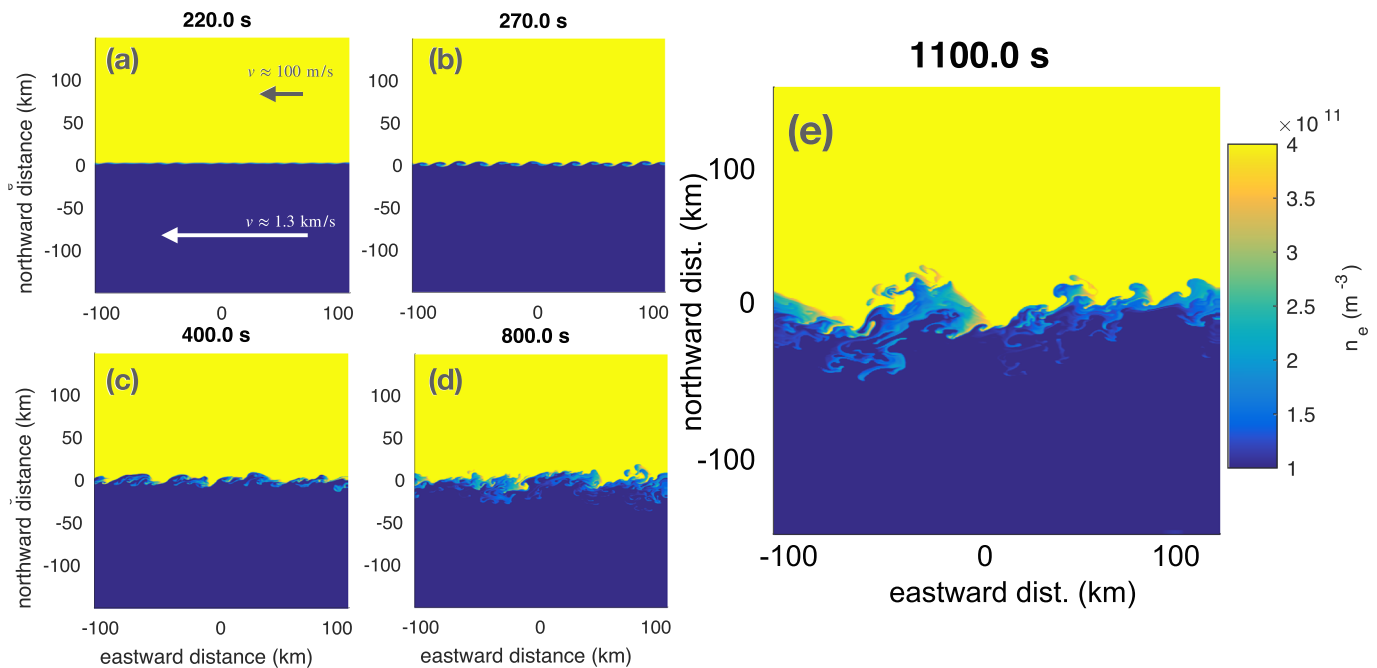 220.0 s
(a)
v ≈ 100 m/s
v ≈ 1.3 km/s
100
50
0
-50
-100
northward distance (km)
-100
0
100
270.0 s
(b)
100
50
0
-50
-100
-100
0
100
400.0 s
(c)
100
50
0
-50
-100
northward distance (km)
-100
0
100
eastward distance (km)
800.0 s
(d)
100
50
0
-50
-100
-100
0
100
eastward distance (km)
1100.0 s
(e)
100
0
-100
northward dist. (km)
-100
0
100
eastward dist. (km)
×10 11
4
3.5
3
2.5
2
1.5
1
n e (m -3)